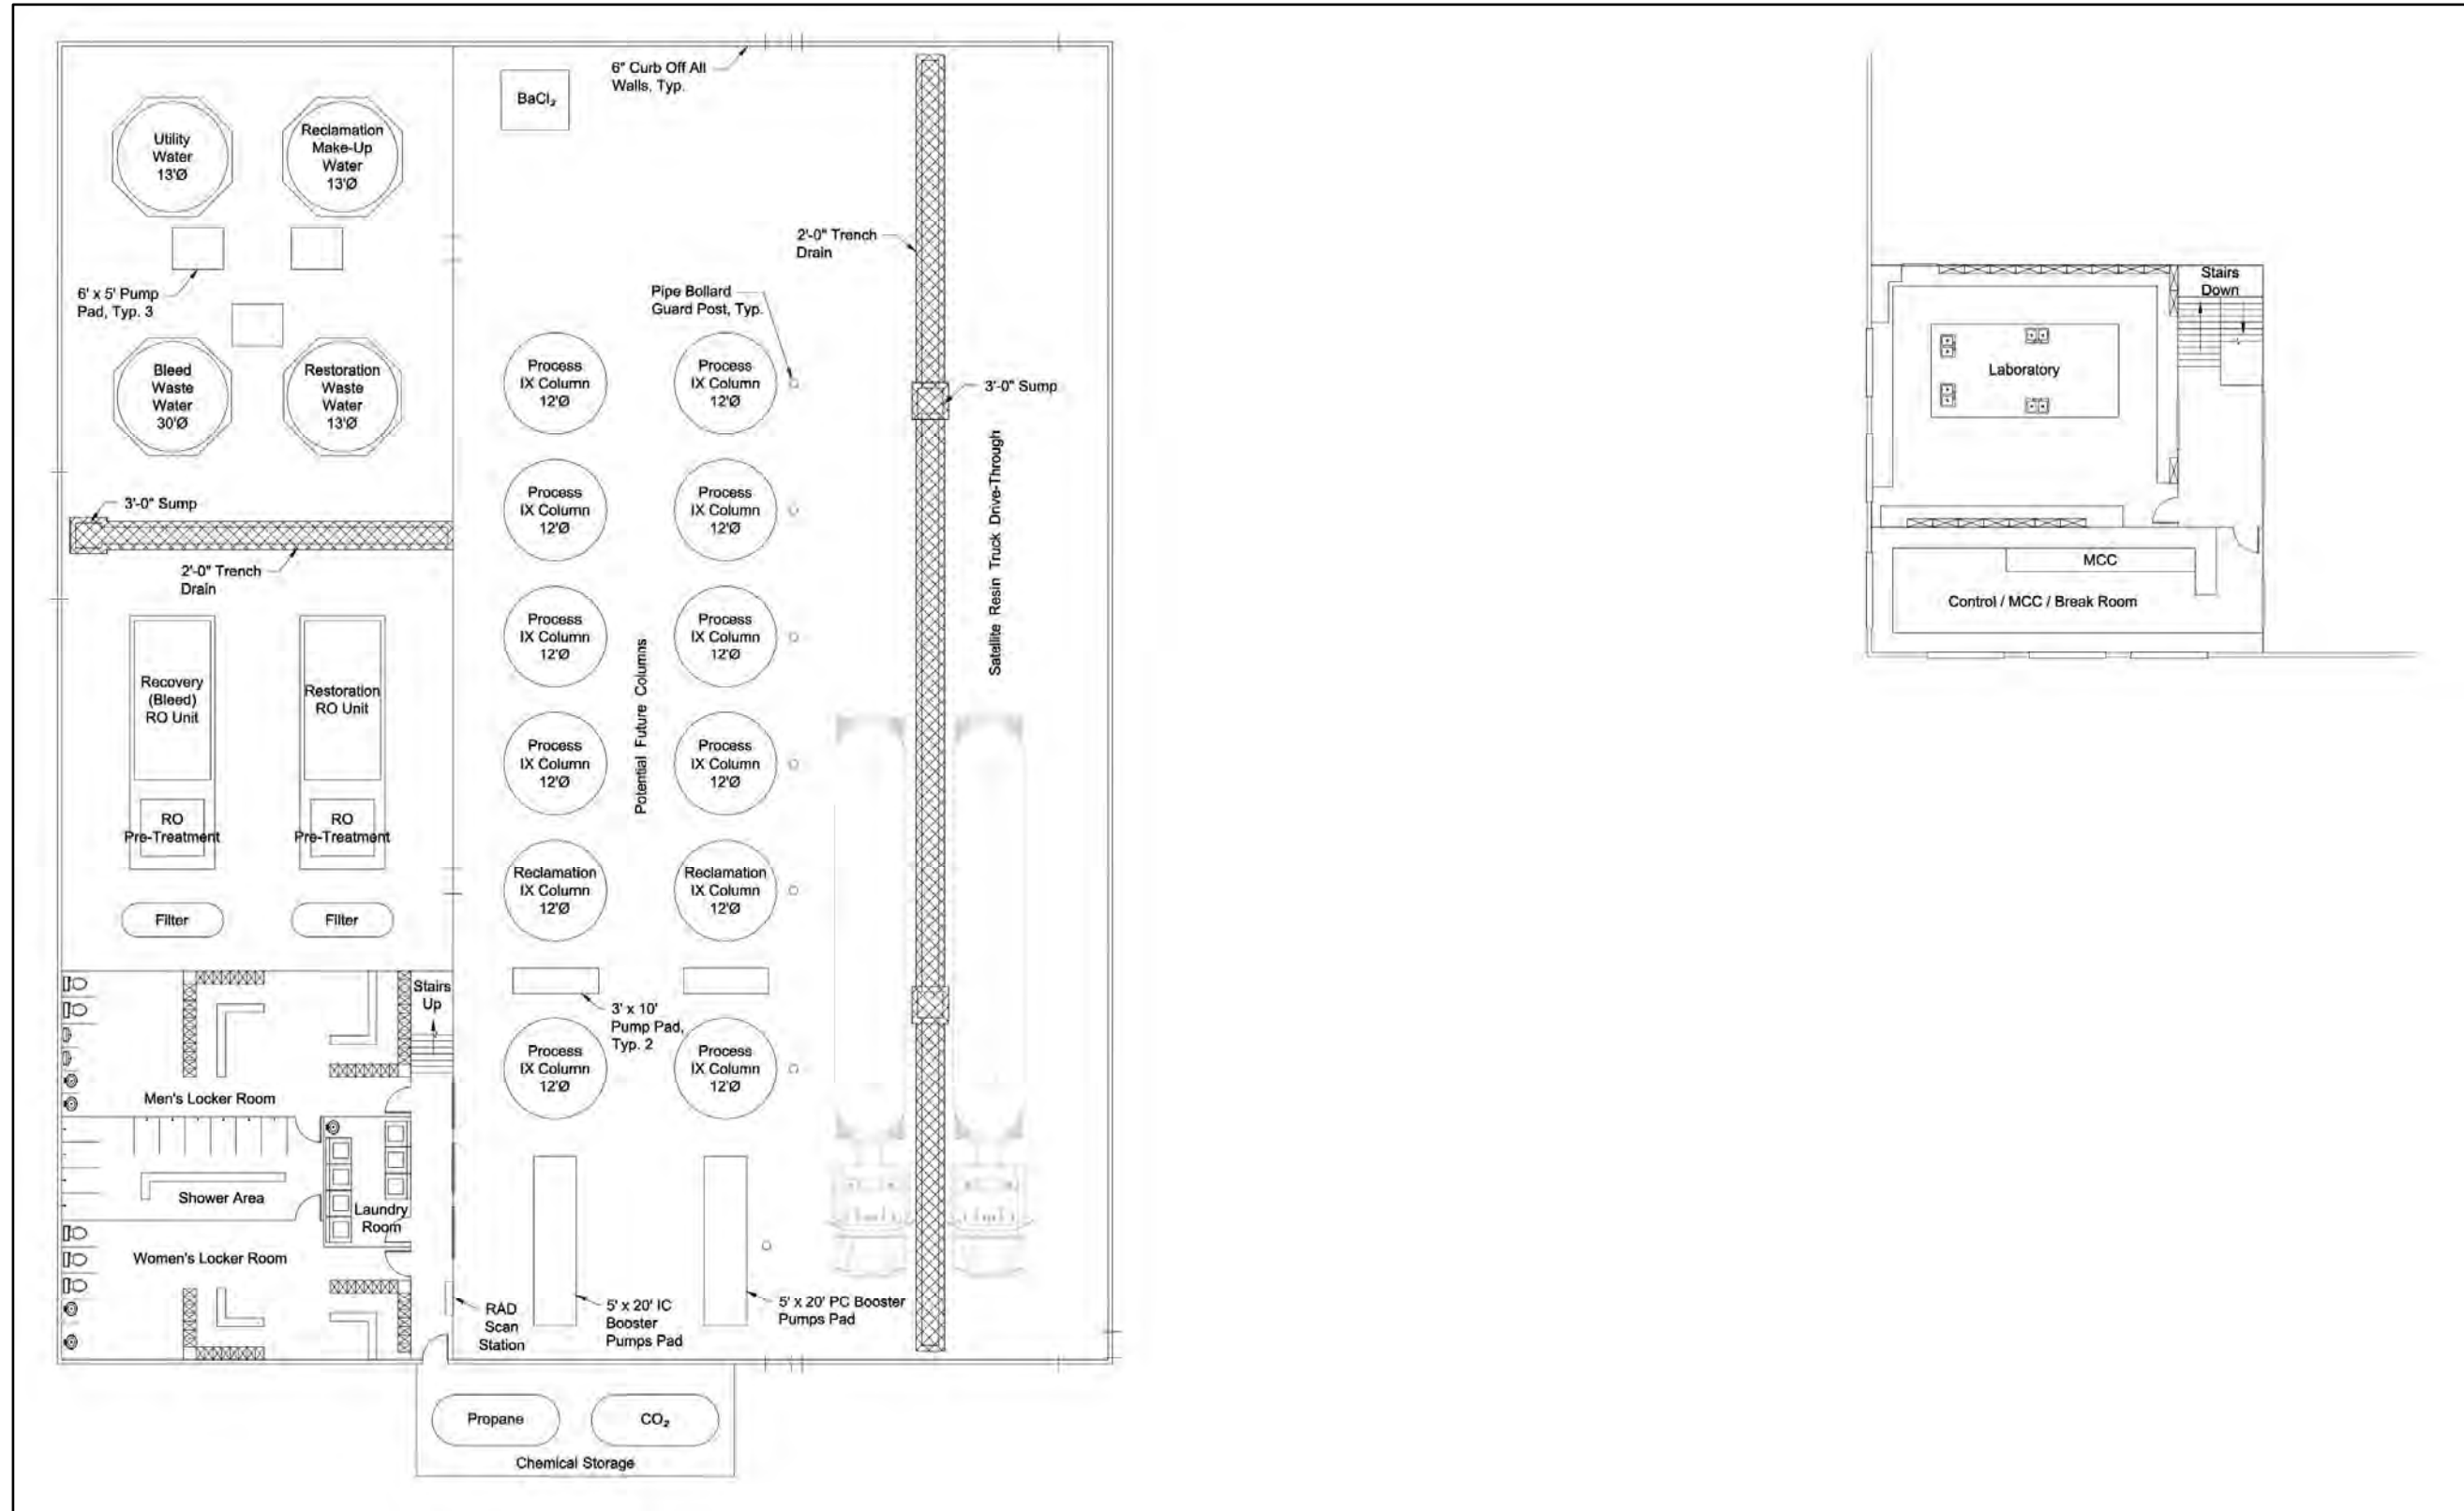 6" Curb Off All
Walls, Typ.
BaCl₂
Utility
Water
13'Ø
Reclamation
Make-Up
Water
13'Ø
2'-0" Trench
Drain
6' x 5' Pump
Pad, Typ. 3
Pipe Bollard
Guard Post, Typ.
Bleed
Waste
Water
30'Ø
Restoration
Waste
Water
13'Ø
Process
IX Column
12'Ø
Process
IX Column
12'Ø
3'-0" Sump
3'-0" Sump
Process
IX Column
12'Ø
Process
IX Column
12'Ø
Satellite Resin Truck Drive-Through
2'-0" Trench
Drain
Process
IX Column
12'Ø
Process
IX Column
12'Ø
Potential Future Columns
Recovery
(Bleed)
RO Unit
Restoration
RO Unit
Process
IX Column
12'Ø
Process
IX Column
12'Ø
RO
Pre-Treatment
RO
Pre-Treatment
Reclamation
IX Column
12'Ø
Reclamation
IX Column
12'Ø
Filter
Filter
Stairs
Up
3' x 10'
Pump Pad,
Typ. 2
Process
IX Column
12'Ø
Process
IX Column
12'Ø
Men's Locker Room
Shower Area
Laundry
Room
Women's Locker Room
RAD
Scan
Station
5' x 20' IC
Booster
Pumps Pad
5' x 20' PC Booster
Pumps Pad
Propane
CO₂
Chemical Storage
Stairs
Down
Laboratory
MCC
Control / MCC / Break Room